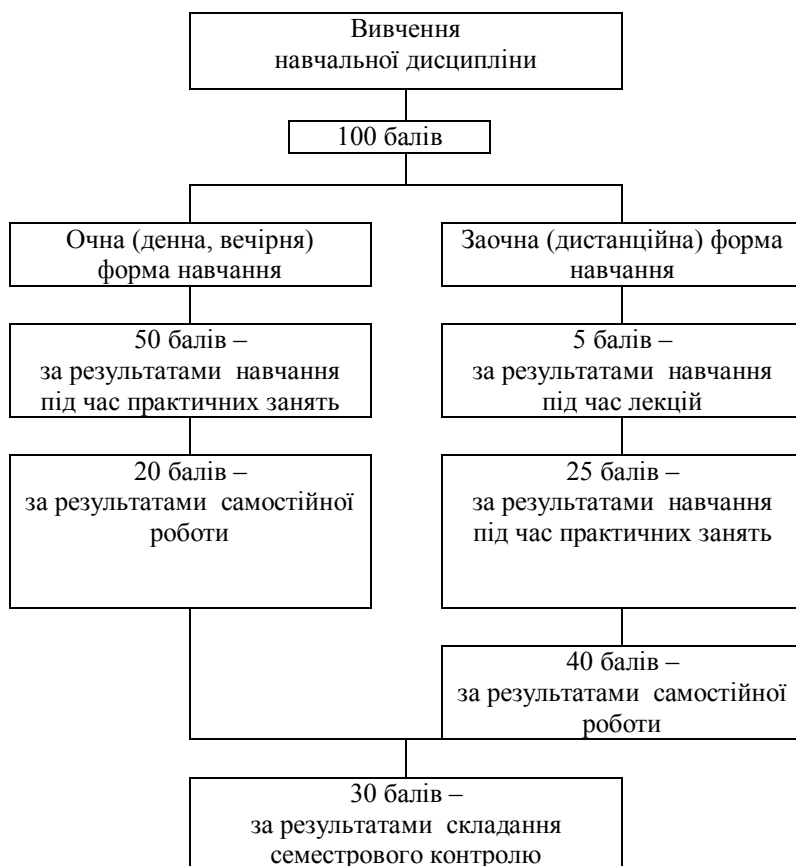 Вивчення
навчальної дисципліни
100 балів
Очна (денна, вечірня)
форма навчання
Заочна (дистанційна) форма
навчання
50 балів –
за результатами навчання
під час практичних занять
5 балів –
за результатами навчання
під час лекцій
20 балів –
за результатами самостійної
роботи
25 балів –
за результатами навчання
під час практичних занять
40 балів –
за результатами самостійної
роботи
30 балів –
за результатами складання
семестрового контролю